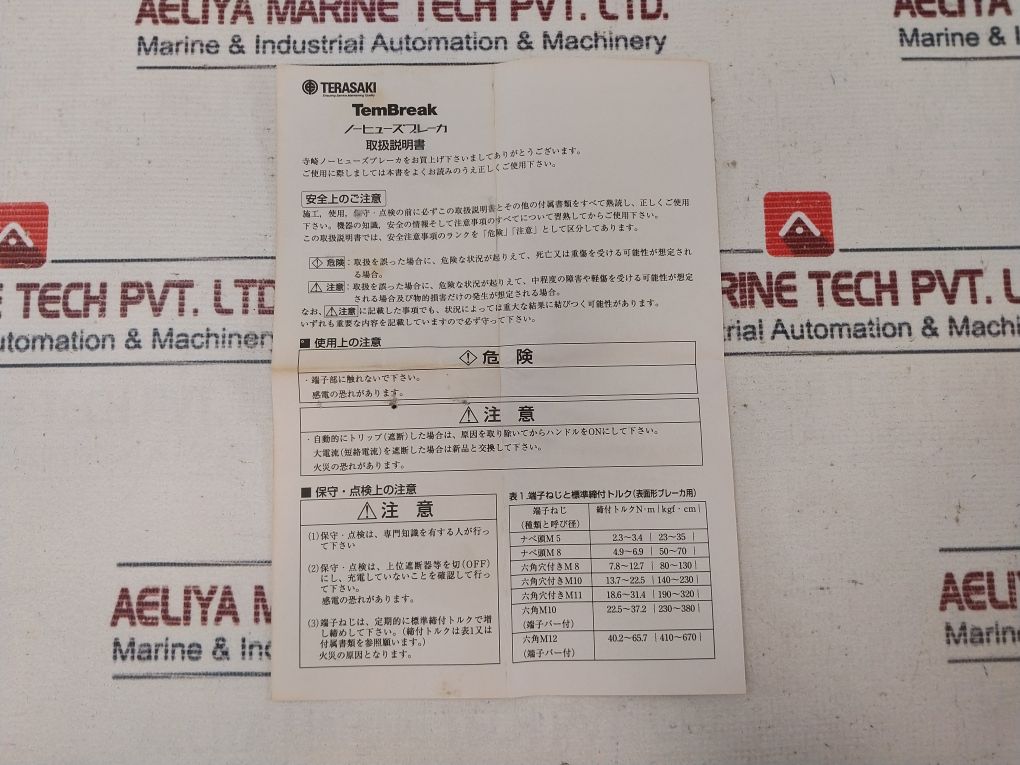 AELIYA MARINE TECH PVT. LTD.
Marine & Industrial Automation & Machinery
AELIYA MARIN
Marine & Indus
TERASAKI
TemBreak
ノーヒューズブレーカ
取扱説明書
寺崎ノーヒューズブレーカをお買上げ下さいましてありがとうございます。
ご使用に際しましては本書をよくお読みのうえ正しくご使用下さい。
安全上のご注意
施工, 使用, 保守・点検の前に必ずこの取扱説明書とその他の付属書類をすべて熟読し、正しくご使用
下さい。機器の知識, 安全の情報そして注意事項のすべてについて習熟してからご使用下さい。
この取扱説明書では、安全注意事項のランクを「危険」「注意」として区分してあります。
危険 : 取扱を誤った場合に、危険な状況が起りえて、死亡又は重傷を受ける可能性が想定され
る場合。
注意 : 取扱を誤った場合に、危険な状況が起りえて、中程度の障害や軽傷を受ける可能性が想定
される場合及び物的損害だけの発生が想定される場合。
なお、注意に記載した事項でも、状況によっては重大な結果に結びつく可能性があります。
いずれも重要な内容を記載していますので必ず守って下さい。
NE TECH PVT. LTD
utomation & Machinery
RINE TECH PVT. L
rial Automation & Machi
■ 使用上の注意
危 険
・端子部に触れないで下さい。
感電の恐れがあります。
注 意
・自動的にトリップ(遮断)した場合は、原因を取り除いてからハンドルをONにして下さい。
大電流(短絡電流)を遮断した場合は新品と交換して下さい。
火災の恐れがあります。
■ 保守・点検上の注意
注 意
(1)保守・点検は、専門知識を有する人が行っ
て下さい
(2)保守・点検は、上位遮断器等を切(OFF)
にし、充電していないことを確認して行っ
て下さい。
感電の恐れがあります。
(3)端子ねじは、定期的に標準締付トルクで増
し締めして下さい。(締付トルクは表1又は
付属書類を参照願います。)
火災の原因となります。
表1.端子ねじと標準締付トルク(表面形ブレーカ用)
端子ねじ 締付トルクN・m|kgf・cm|
(種類と呼び径)
ナベ頭M5 2.3〜3.4 | 23〜35 |
ナベ頭M8 4.9〜6.9 | 50〜70 |
六角穴付きM8 7.8〜12.7 | 80〜130 |
六角穴付きM10 13.7〜22.5 |140〜230|
六角穴付きM11 18.6〜31.4 |190〜320|
六角M10 22.5〜37.2 |230〜380|
(端子バー付)
六角M12 40.2〜65.7 |410〜670|
(端子バー付)
AELIYA M
Marine & Ind
AELI
Marin